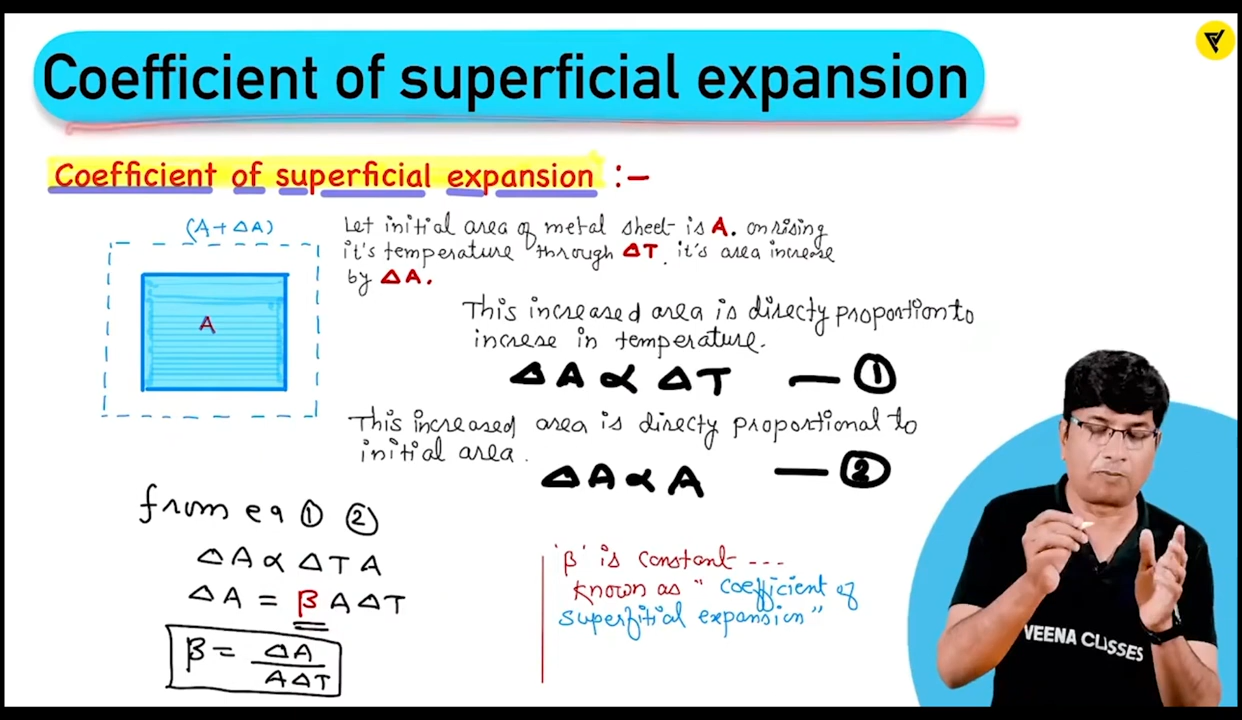 Coefficient of superficial expansion
Coefficient of superficial expansion :-
(A + ΔA)
A
Let initial area of metal sheet is A. on rising
it's temperature through ΔT. it's area increase
by ΔA.
This increased area is directy proportion to
increse in temperature.
ΔA ∝ ΔT — ①
This increased area is directy proportional to
initial area.
ΔA ∝ A — ②
from eq ① ②
ΔA ∝ ΔT A
ΔA = β A ΔT
β = ΔA / AΔT
'β' is constant ---
known as " coefficient of
superfitial expansion"
VEENA CLASSES